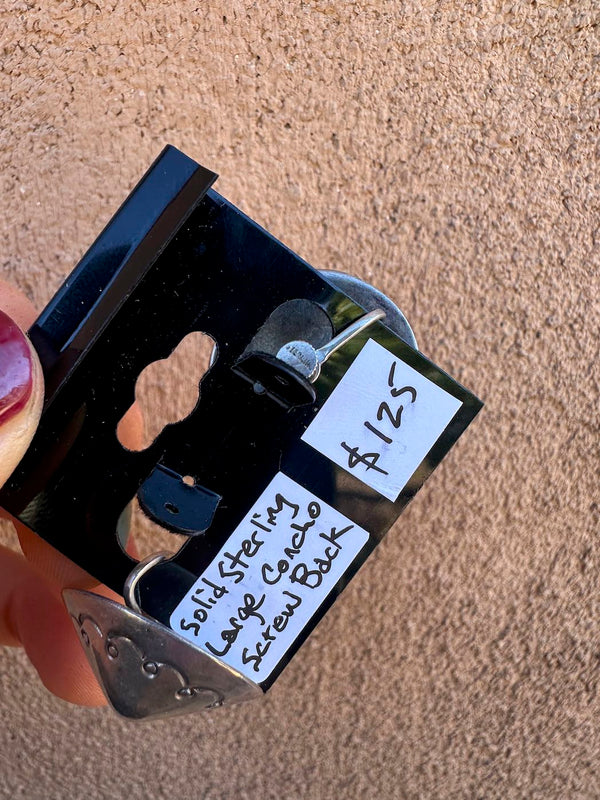 $125
Solid Sterling
Large Concho
Screw Back